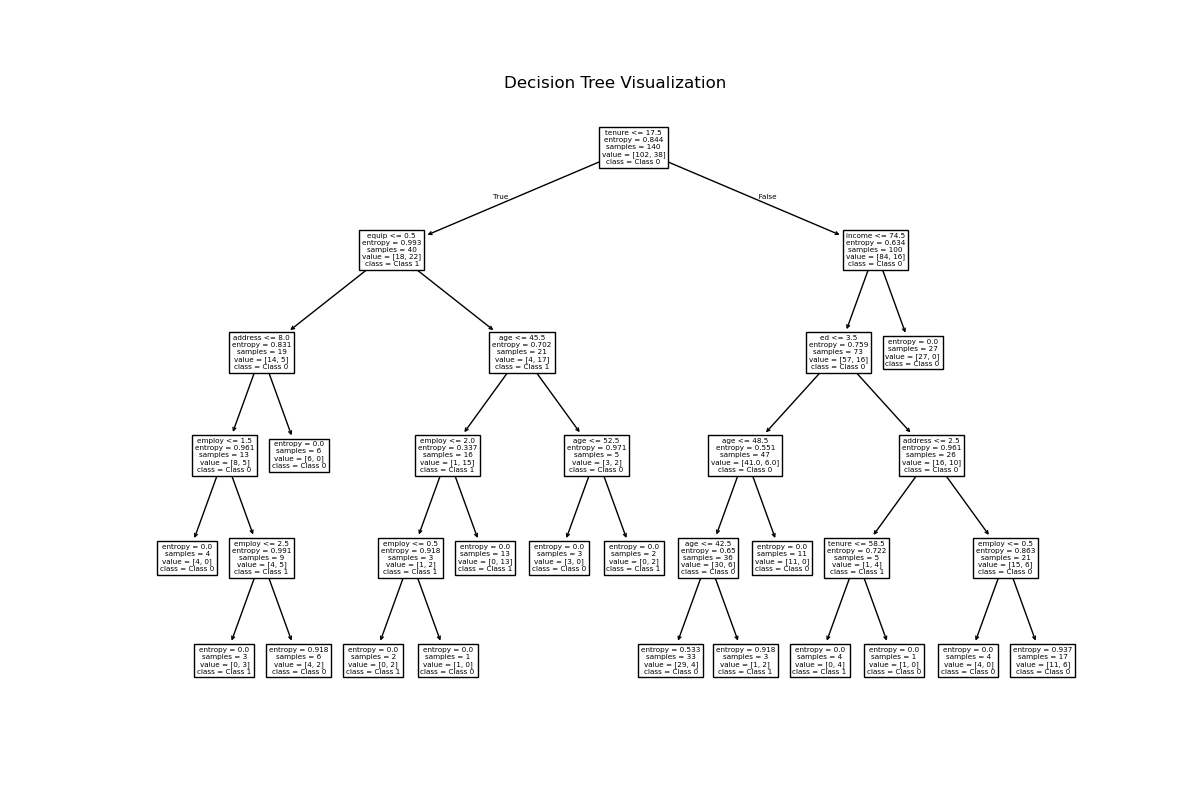 Decision Tree Visualization
tenure <= 17.5
entropy = 0.844
samples = 140
value = [102, 38]
class = Class 0
True
False
equip <= 0.5
entropy = 0.993
samples = 40
value = [18, 22]
class = Class 1
income <= 74.5
entropy = 0.634
samples = 100
value = [84, 16]
class = Class 0
address <= 8.0
entropy = 0.831
samples = 19
value = [14, 5]
class = Class 0
age <= 45.5
entropy = 0.702
samples = 21
value = [4, 17]
class = Class 1
ed <= 3.5
entropy = 0.759
samples = 73
value = [57, 16]
class = Class 0
entropy = 0.0
samples = 27
value = [27, 0]
class = Class 0
employ <= 1.5
entropy = 0.961
samples = 13
value = [8, 5]
class = Class 0
entropy = 0.0
samples = 6
value = [6, 0]
class = Class 0
employ <= 2.0
entropy = 0.337
samples = 16
value = [1, 15]
class = Class 1
age <= 52.5
entropy = 0.971
samples = 5
value = [3, 2]
class = Class 0
age <= 48.5
entropy = 0.551
samples = 47
value = [41.0, 6.0]
class = Class 0
address <= 2.5
entropy = 0.961
samples = 26
value = [16, 10]
class = Class 0
entropy = 0.0
samples = 4
value = [4, 0]
class = Class 0
employ <= 2.5
entropy = 0.991
samples = 9
value = [4, 5]
class = Class 1
employ <= 0.5
entropy = 0.918
samples = 3
value = [1, 2]
class = Class 1
entropy = 0.0
samples = 13
value = [0, 13]
class = Class 1
entropy = 0.0
samples = 3
value = [3, 0]
class = Class 0
entropy = 0.0
samples = 2
value = [0, 2]
class = Class 1
age <= 42.5
entropy = 0.65
samples = 36
value = [30, 6]
class = Class 0
entropy = 0.0
samples = 11
value = [11, 0]
class = Class 0
tenure <= 58.5
entropy = 0.722
samples = 5
value = [1, 4]
class = Class 1
employ <= 0.5
entropy = 0.863
samples = 21
value = [15, 6]
class = Class 0
entropy = 0.0
samples = 3
value = [0, 3]
class = Class 1
entropy = 0.918
samples = 6
value = [4, 2]
class = Class 0
entropy = 0.0
samples = 2
value = [0, 2]
class = Class 1
entropy = 0.0
samples = 1
value = [1, 0]
class = Class 0
entropy = 0.533
samples = 33
value = [29, 4]
class = Class 0
entropy = 0.918
samples = 3
value = [1, 2]
class = Class 1
entropy = 0.0
samples = 4
value = [0, 4]
class = Class 1
entropy = 0.0
samples = 1
value = [1, 0]
class = Class 0
entropy = 0.0
samples = 4
value = [4, 0]
class = Class 0
entropy = 0.937
samples = 17
value = [11, 6]
class = Class 0